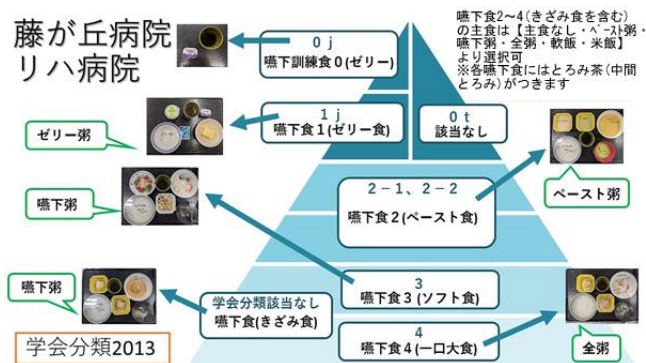 藤が丘病院
リハ病院
嚥下食2～4(きざみ食を含む)
の主食は【主食なし・ペースト粥・
嚥下粥・全粥・軟飯・米飯】
より選択可
※各嚥下食にはとろみ茶(中間
とろみ)がつきます
0 j
嚥下訓練食 0 (ゼリー)
1 j
嚥下食 1 (ゼリー食)
0 t
該当なし
ゼリー粥
2－1、2－2
嚥下食 2 (ペースト食)
ペースト粥
嚥下粥
3
嚥下食 3 (ソフト食)
学会分類該当なし
嚥下食(きざみ食)
嚥下粥
4
嚥下食 4 (一口大食)
全粥
学会分類2013